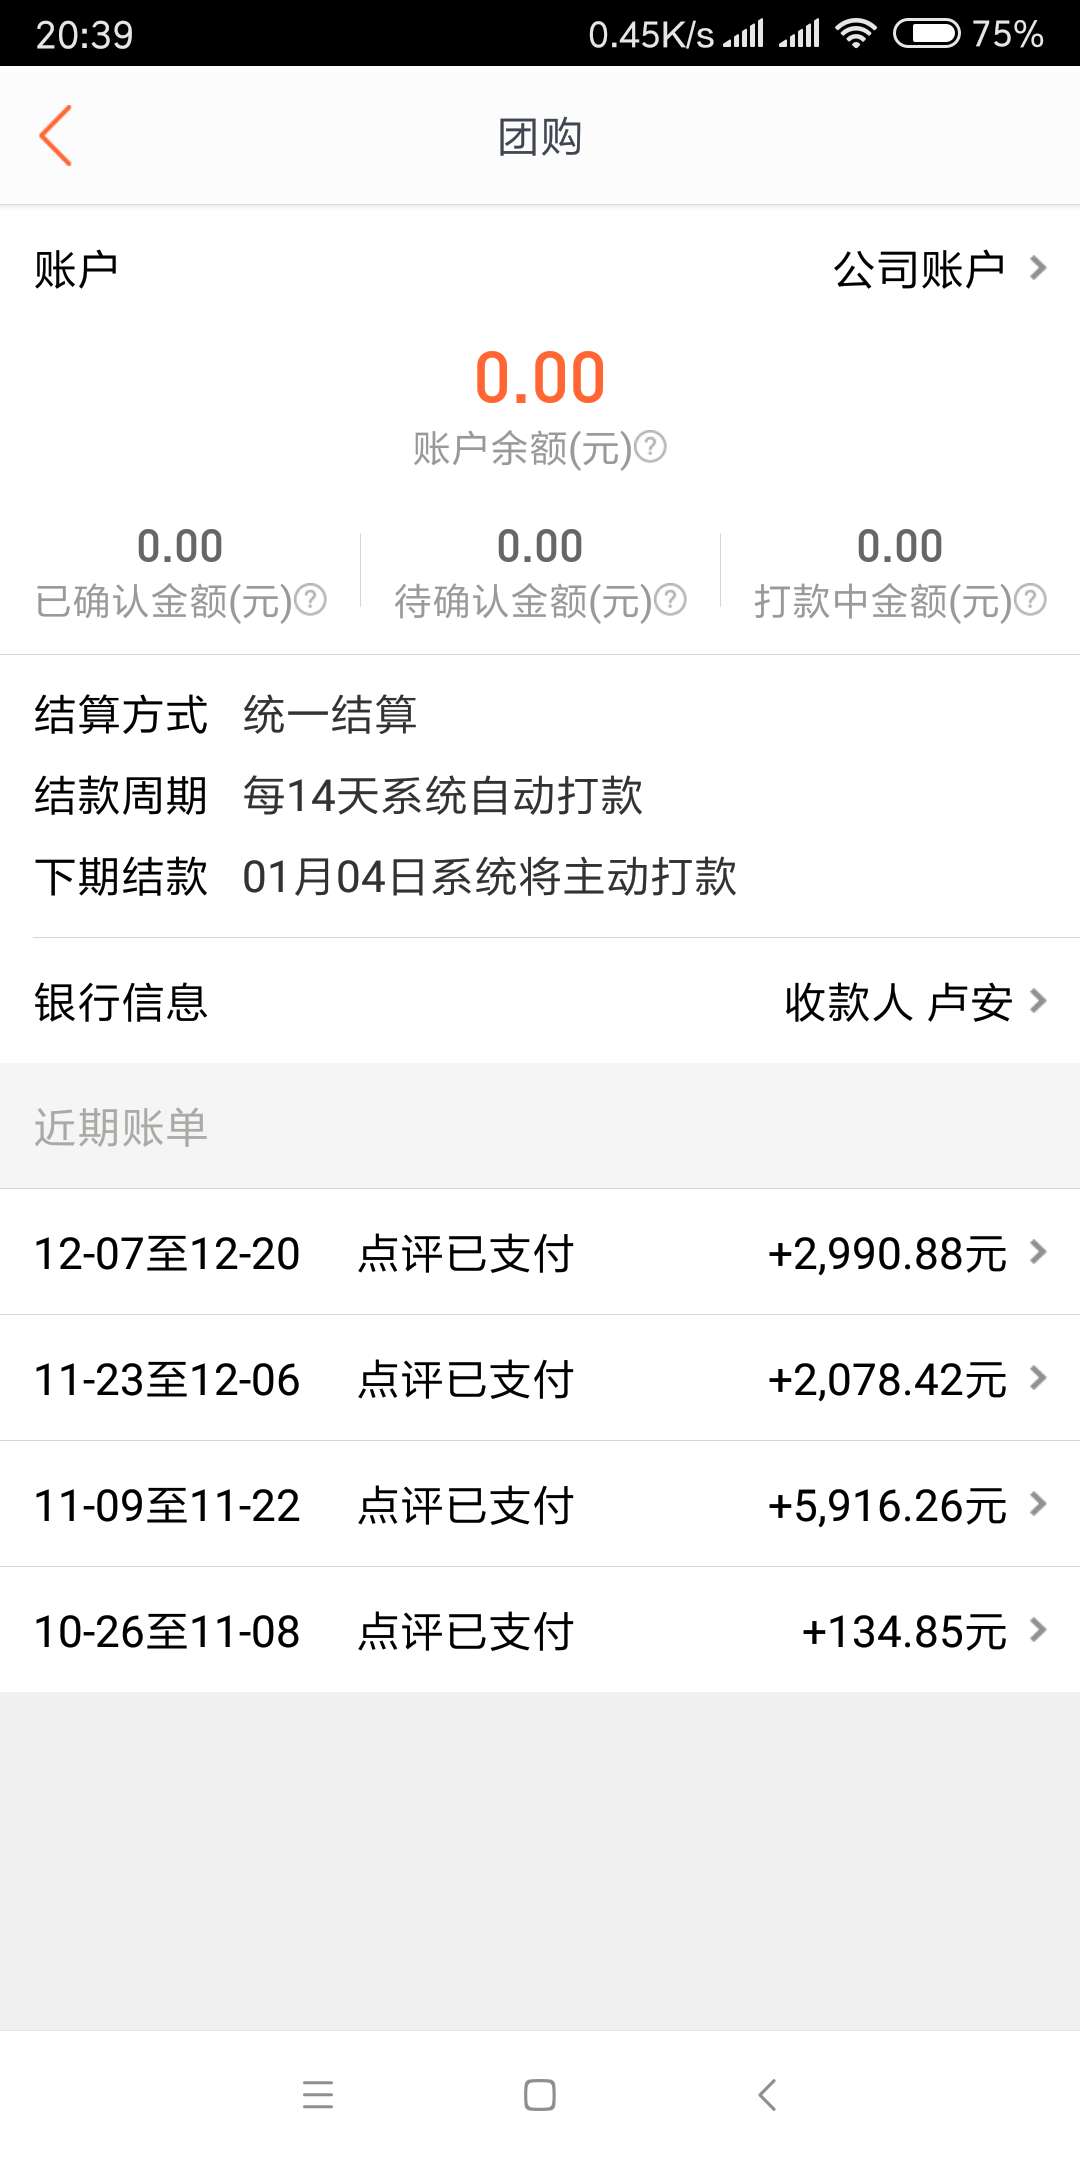 20:39 0.45K/s 75%
团购
账户 公司账户
0.00
账户余额(元)?
0.00 0.00 0.00
已确认金额(元)? 待确认金额(元)? 打款中金额(元)?
结算方式 统一结算
结款周期 每14天系统自动打款
下期结款 01月04日系统将主动打款
银行信息 收款人 卢安
近期账单
12-07至12-20 点评已支付 +2,990.88元
11-23至12-06 点评已支付 +2,078.42元
11-09至11-22 点评已支付 +5,916.26元
10-26至11-08 点评已支付 +134.85元